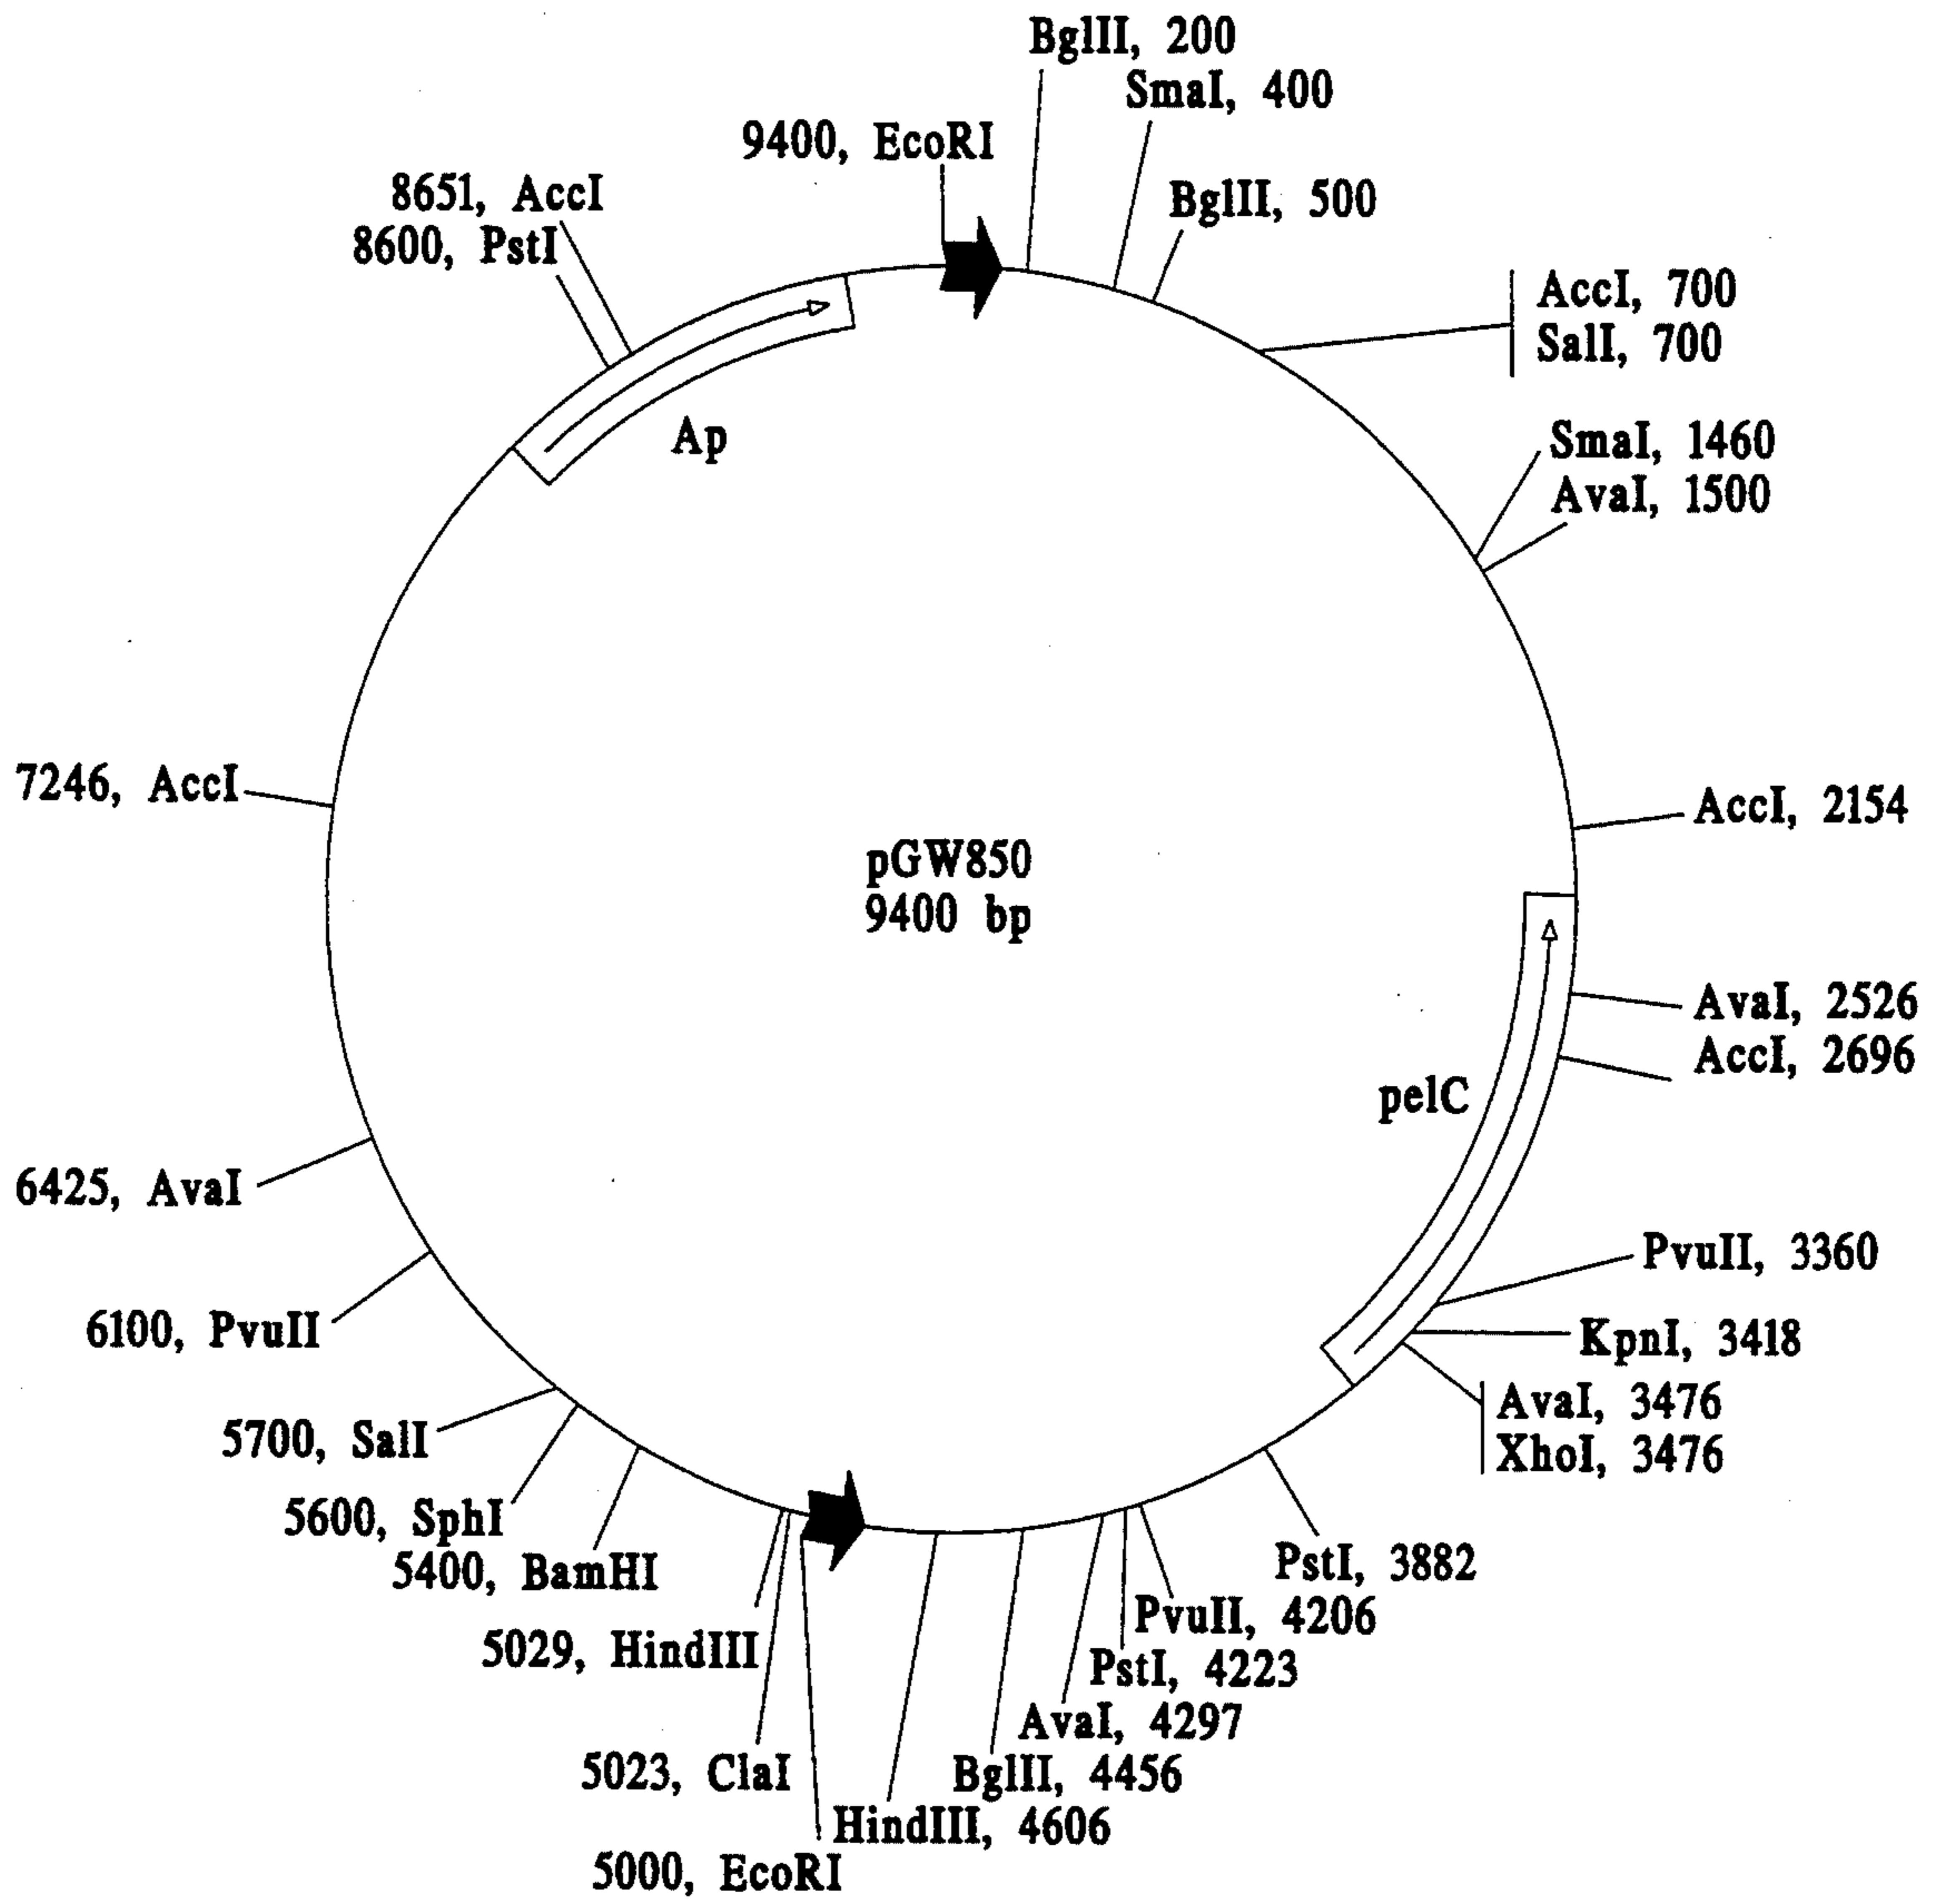 BglII, 200
SmaI, 400
9400, EcoRI
BglII, 500
8651, AccI
8600, PstI
AccI, 700
SalI, 700
Ap
SmaI, 1460
AvaI, 1500
7246, AccI
AccI, 2154
pGW850
9400 bp
AvaI, 2526
AccI, 2696
pelC
6425, AvaI
PvuII, 3360
6100, PvuII
KpnI, 3418
AvaI, 3476
XhoI, 3476
5700, SalI
5600, SphI
5400, BamHI
PstI, 3882
PvuII, 4206
5029, HindIII
PstI, 4223
AvaI, 4297
5023, ClaI
BglII, 4456
HindIII, 4606
5000, EcoRI